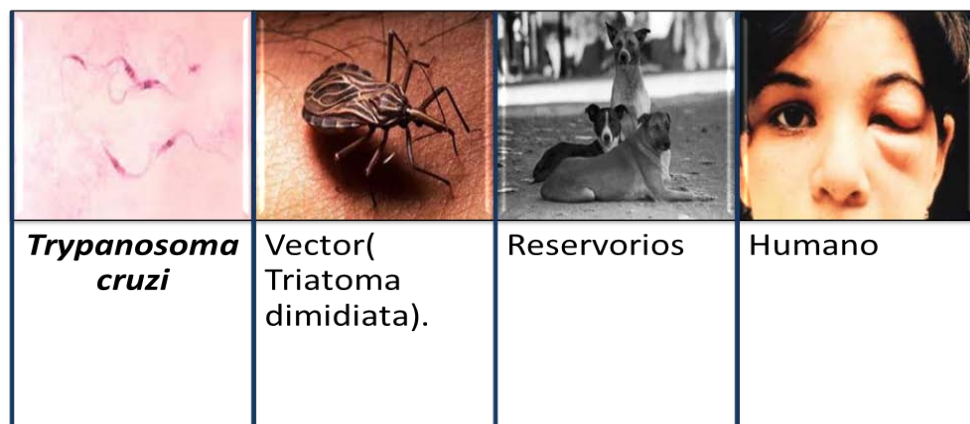 Trypanosoma
cruzi
Vector(
Triatoma
dimidiata).
Reservorios
Humano